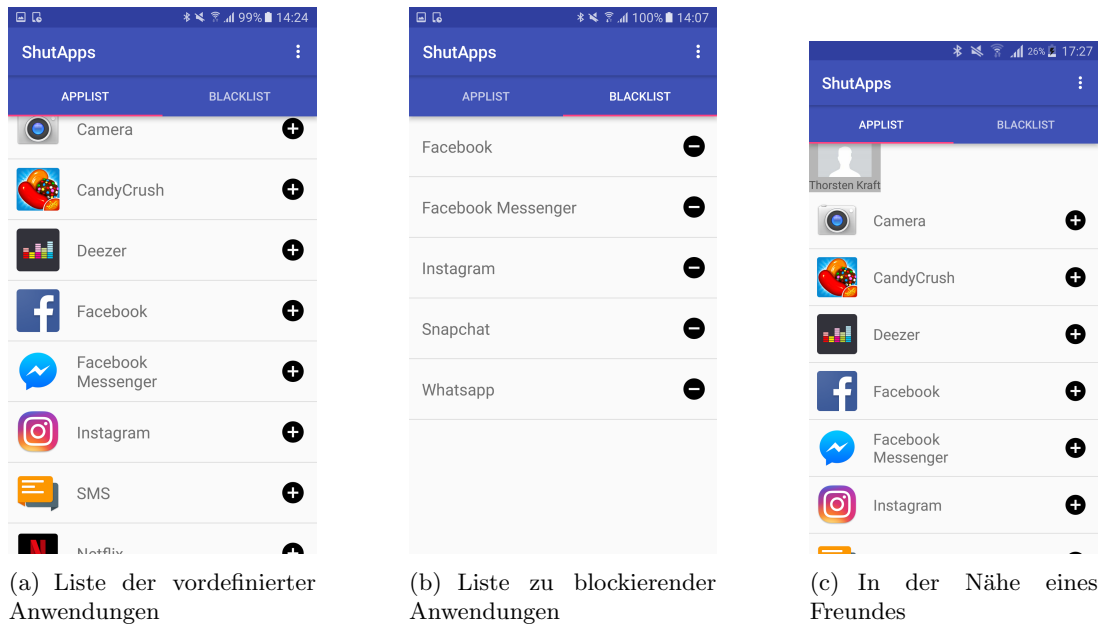 99% 14:24
ShutApps
APPLIST BLACKLIST
Camera
CandyCrush
Deezer
Facebook
Facebook
Messenger
Instagram
SMS
Netflix
(a) Liste der vordefinierter
Anwendungen
100% 14:07
ShutApps
APPLIST BLACKLIST
Facebook
Facebook Messenger
Instagram
Snapchat
Whatsapp
(b) Liste zu blockierender
Anwendungen
26% 17:27
ShutApps
APPLIST BLACKLIST
Thorsten Kraft
Camera
CandyCrush
Deezer
Facebook
Facebook
Messenger
Instagram
(c) In der Nähe eines
Freundes